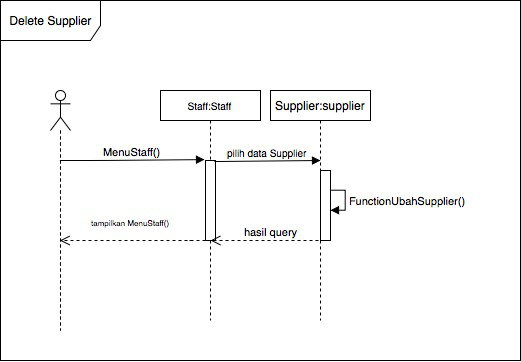 Delete Supplier
Staff:Staff
Supplier:supplier
MenuStaff()
pilih data Supplier
FunctionUbahSupplier()
tampilkan MenuStaff()
hasil query